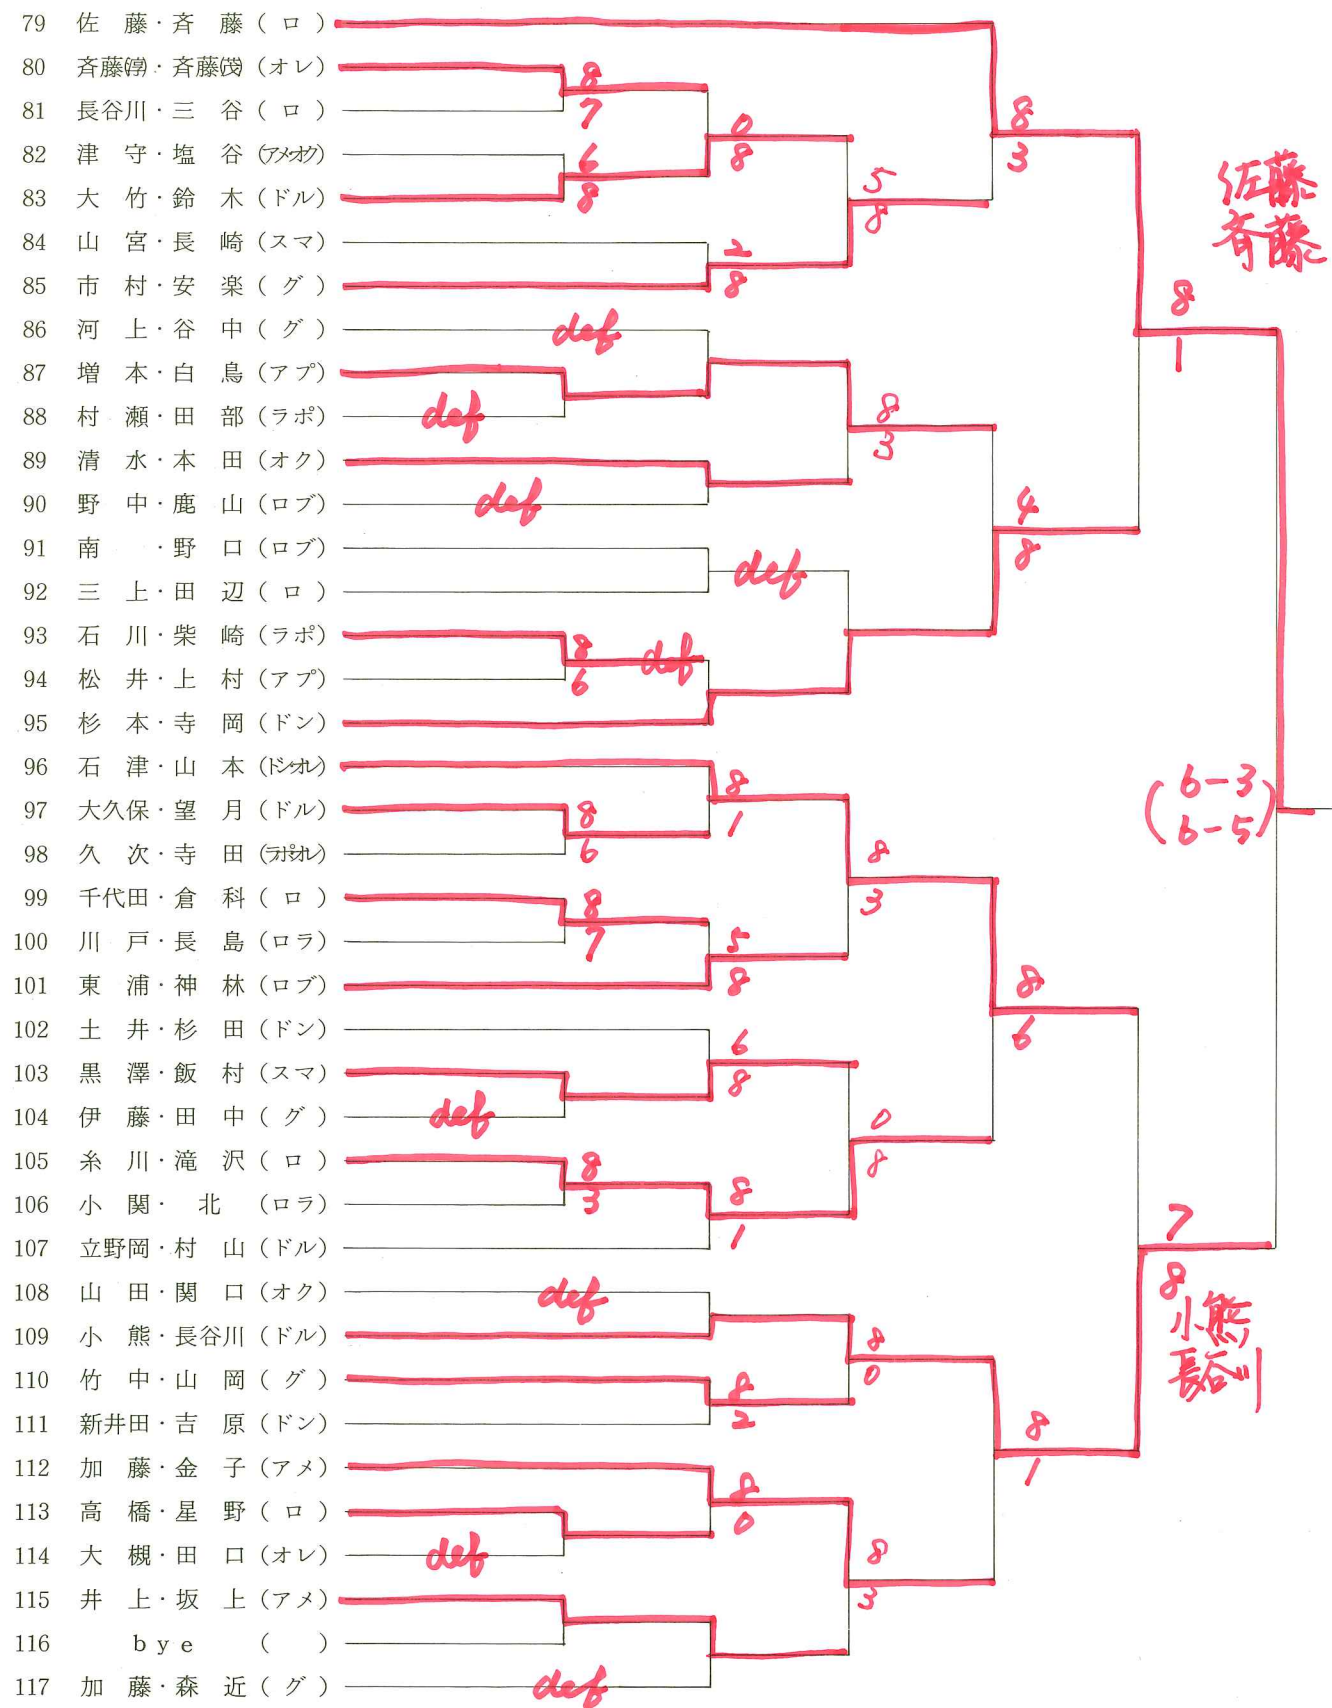 79 佐藤・斉藤(ロ)
80 斉藤(淳)・斉藤(茂)(オレ)
81 長谷川・三谷(ロ)
82 津守・塩谷(アメオク)
83 大竹・鈴木(ドル)
84 山宮・長崎(スマ)
85 市村・安楽(グ)
86 河上・谷中(グ)
87 増本・白鳥(アプ)
88 村瀬・田部(ラポ)
89 清水・本田(オク)
90 野中・鹿山(ロブ)
91 南・野口(ロブ)
92 三上・田辺(ロ)
93 石川・柴崎(ラポ)
94 松井・上村(アプ)
95 杉本・寺岡(ドン)
96 石津・山本(ドンオレ)
97 大久保・望月(ドル)
98 久次・寺田(ラポオレ)
99 千代田・倉科(ロ)
100 川戸・長島(ロラ)
101 東浦・神林(ロブ)
102 土井・杉田(ドン)
103 黒澤・飯村(スマ)
104 伊藤・田中(グ)
105 糸川・滝沢(ロ)
106 小関・北(ロラ)
107 立野岡・村山(ドル)
108 山田・関口(オク)
109 小熊・長谷川(ドル)
110 竹中・山岡(グ)
111 新井田・吉原(ドン)
112 加藤・金子(アメ)
113 高橋・星野(ロ)
114 大槻・田口(オレ)
115 井上・坂上(アメ)
116 bye ( )
117 加藤・森近(グ)
8
7
6
8
def
def
def
8
6
8
6
8
7
def
8
3
def
def
def
0
8
2
8
def
def
8
1
5
8
6
8
8
1
8
2
8
0
5
8
8
3
8
3
0
8
8
0
8
3
8
3
4
8
8
6
8
1
8
1
7
8
佐藤
斉藤
(6-3
6-5)
小熊
長谷川